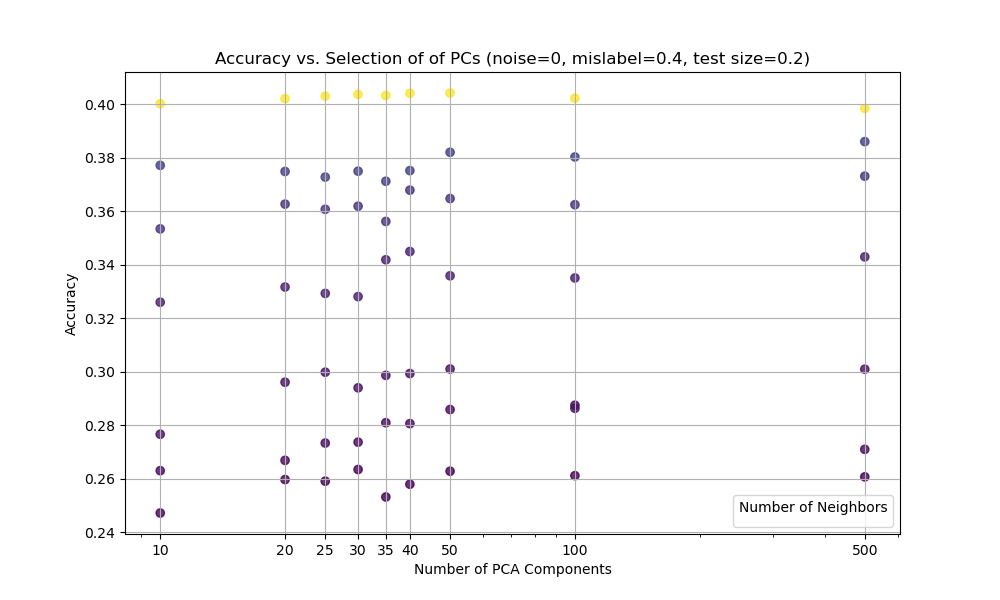 Accuracy vs. Selection of of PCs (noise=0, mislabel=0.4, test size=0.2)
Accuracy
0.40
0.38
0.36
0.34
0.32
0.30
0.28
0.26
0.24
Number of Neighbors
10 20 25 30 35 40 50 100 500
Number of PCA Components